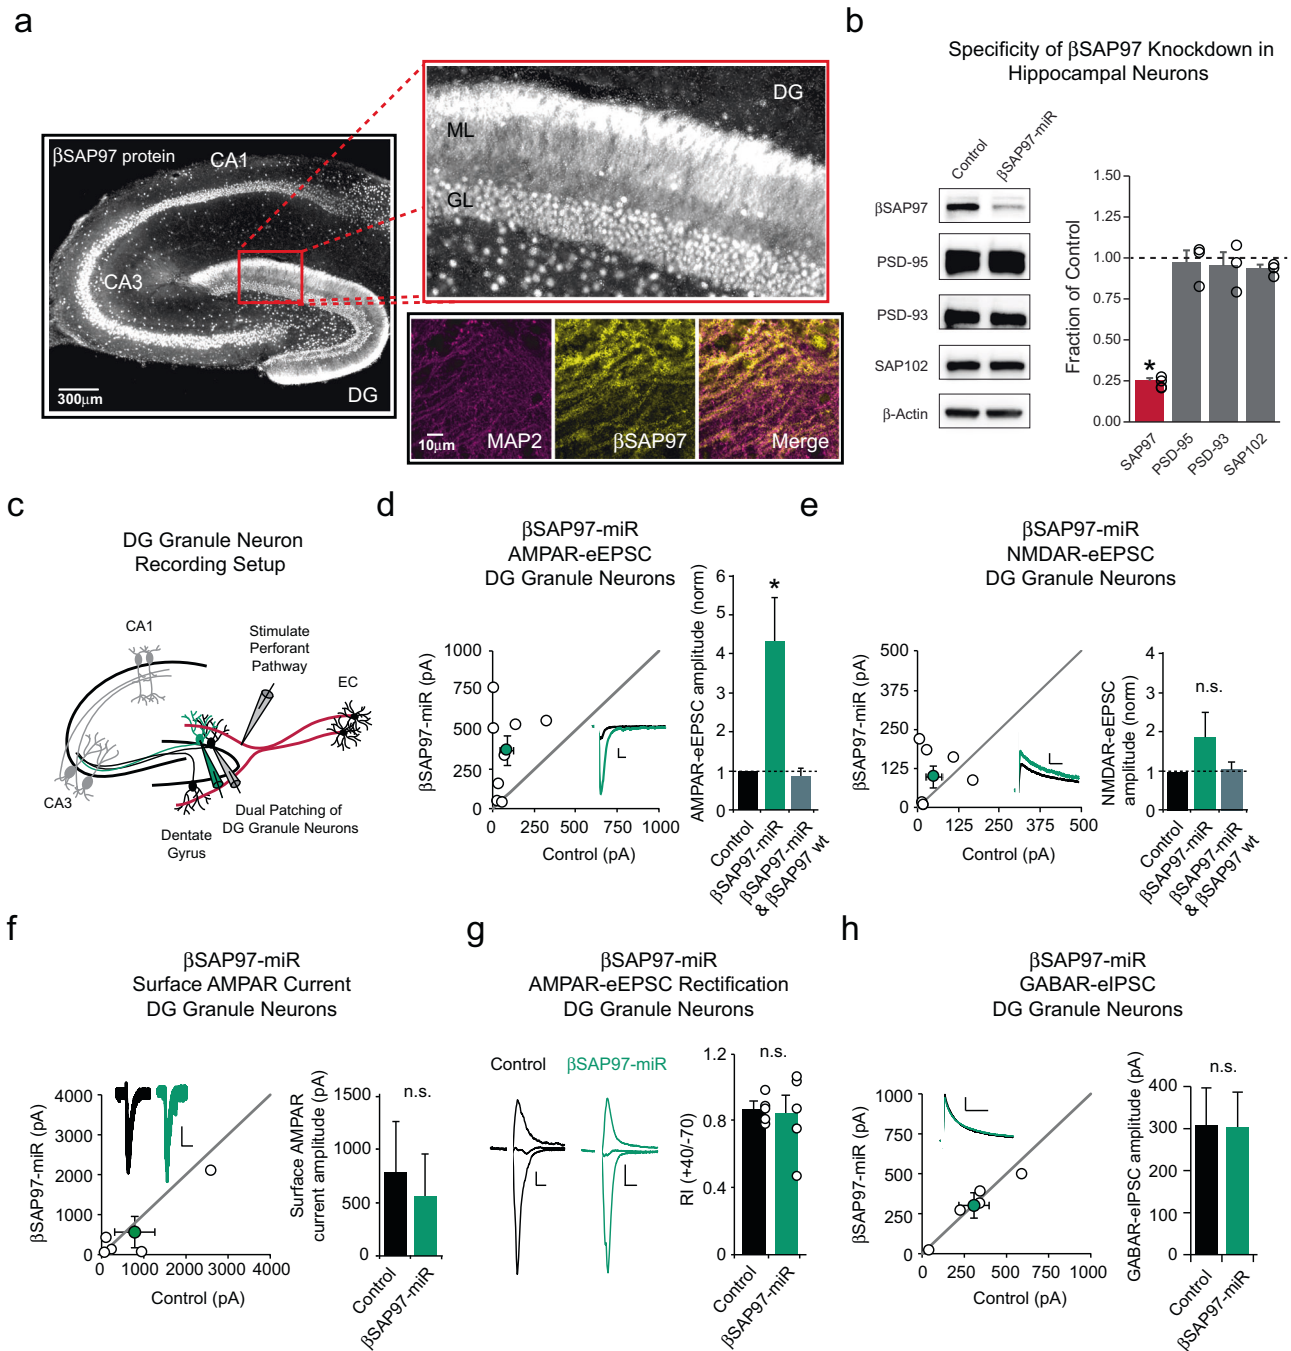 a
βSAP97 protein
CA1
CA3
DG
300μm
DG
ML
GL
10μm
MAP2
βSAP97
Merge
b
Specificity of βSAP97 Knockdown in
Hippocampal Neurons
Control
βSAP97-miR
βSAP97
PSD-95
PSD-93
SAP102
β-Actin
Fraction of Control
1.50
1.25
1.00
0.75
0.50
0.25
0.00
*
SAP97
PSD-95
PSD-93
SAP102
c
DG Granule Neuron
Recording Setup
CA1
Stimulate
Perforant
Pathway
EC
CA3
Dentate
Gyrus
Dual Patching of
DG Granule Neurons
d
βSAP97-miR
AMPAR-eEPSC
DG Granule Neurons
βSAP97-miR (pA)
1000
750
500
250
0
0
250
500
750
1000
Control (pA)
AMPAR-eEPSC amplitude (norm)
6
5
4
3
2
1
0
*
Control
βSAP97-miR
βSAP97-miR
& βSAP97 wt
e
βSAP97-miR
NMDAR-eEPSC
DG Granule Neurons
βSAP97-miR (pA)
500
375
250
125
0
0
125
250
375
500
Control (pA)
NMDAR-eEPSC
amplitude (norm)
4
3
2
1
0
n.s.
Control
βSAP97-miR
βSAP97-miR
& βSAP97 wt
f
βSAP97-miR
Surface AMPAR Current
DG Granule Neurons
βSAP97-miR (pA)
4000
3000
2000
1000
0
0
1000
2000
3000
4000
Control (pA)
Surface AMPAR
current amplitude (pA)
1500
1000
500
0
n.s.
Control
βSAP97-miR
g
βSAP97-miR
AMPAR-eEPSC Rectification
DG Granule Neurons
Control
βSAP97-miR
RI (+40/-70)
1.2
0.8
0.4
0
n.s.
Control
βSAP97-miR
h
βSAP97-miR
GABAR-eIPSC
DG Granule Neurons
βSAP97-miR (pA)
1000
750
500
250
0
0
250
500
750
1000
Control (pA)
GABAR-eIPSC amplitude (pA)
400
300
200
100
0
n.s.
Control
βSAP97-miR